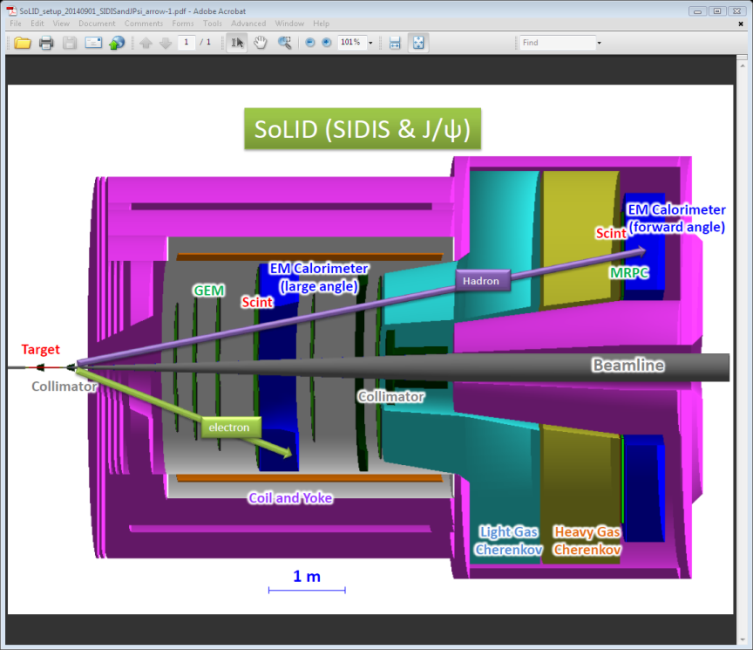 SoLID_setup_20140901_SIDISandJPsi_arrow-1.pdf - Adobe Acrobat
File Edit View Document Comments Forms Tools Advanced Window Help
1 / 1 101% Find
SoLID (SIDIS & J/ψ)
EM Calorimeter
(forward angle)
Scint
EM Calorimeter
(large angle)
MRPC
Hadron
GEM
Scint
Target
Beamline
Collimator
Collimator
electron
Coil and Yoke
Light Gas
Cherenkov
Heavy Gas
Cherenkov
1 m